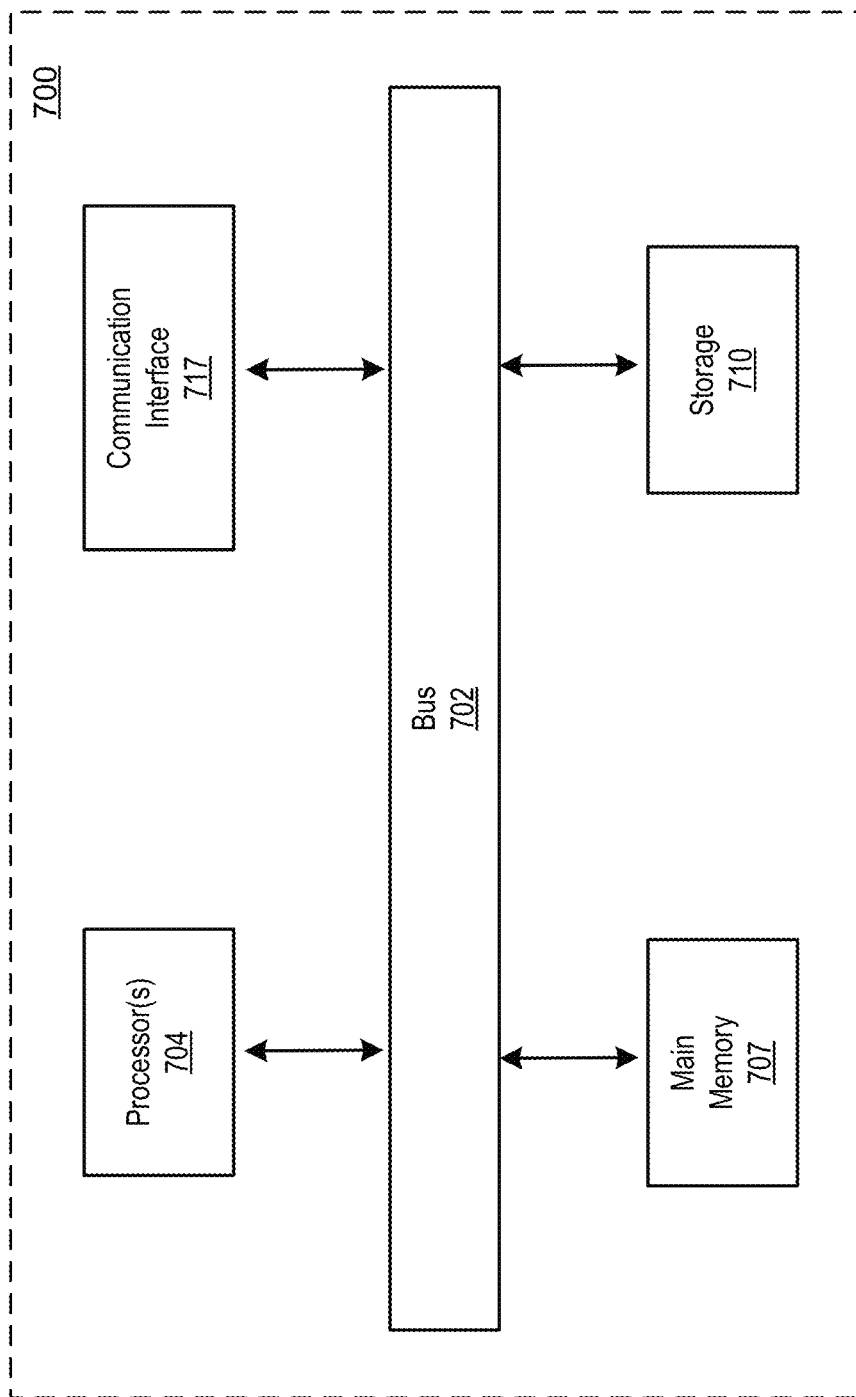 700
Processor(s)
704
Communication
Interface
717
Bus
702
Main
Memory
707
Storage
710